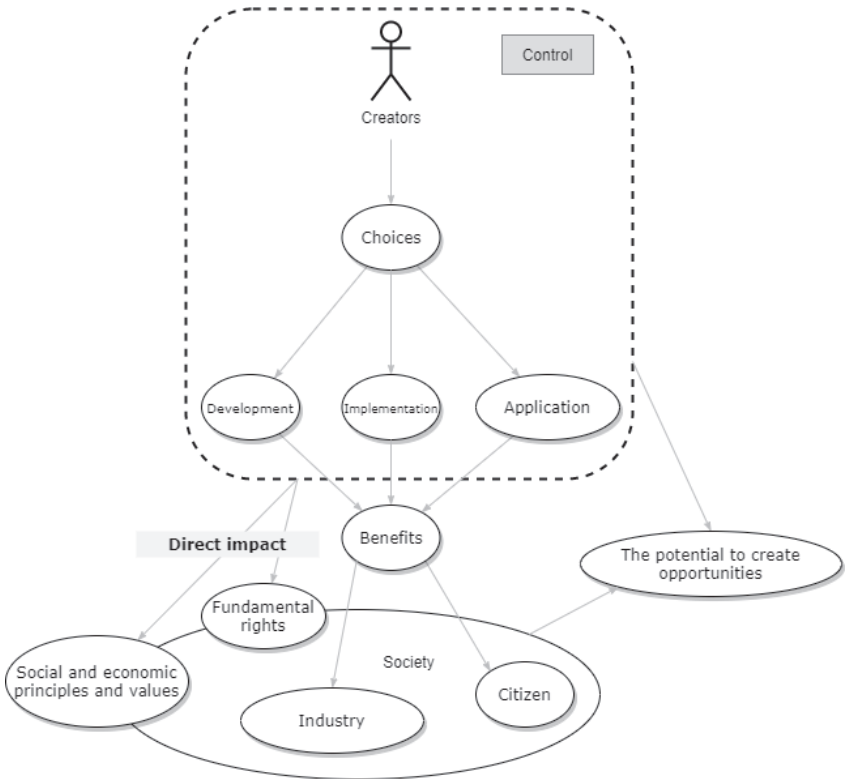 Control
Creators
Choices
Development
Implementation
Application
Benefits
Direct impact
The potential to create
opportunities
Fundamental
rights
Society
Social and economic
principles and values
Citizen
Industry